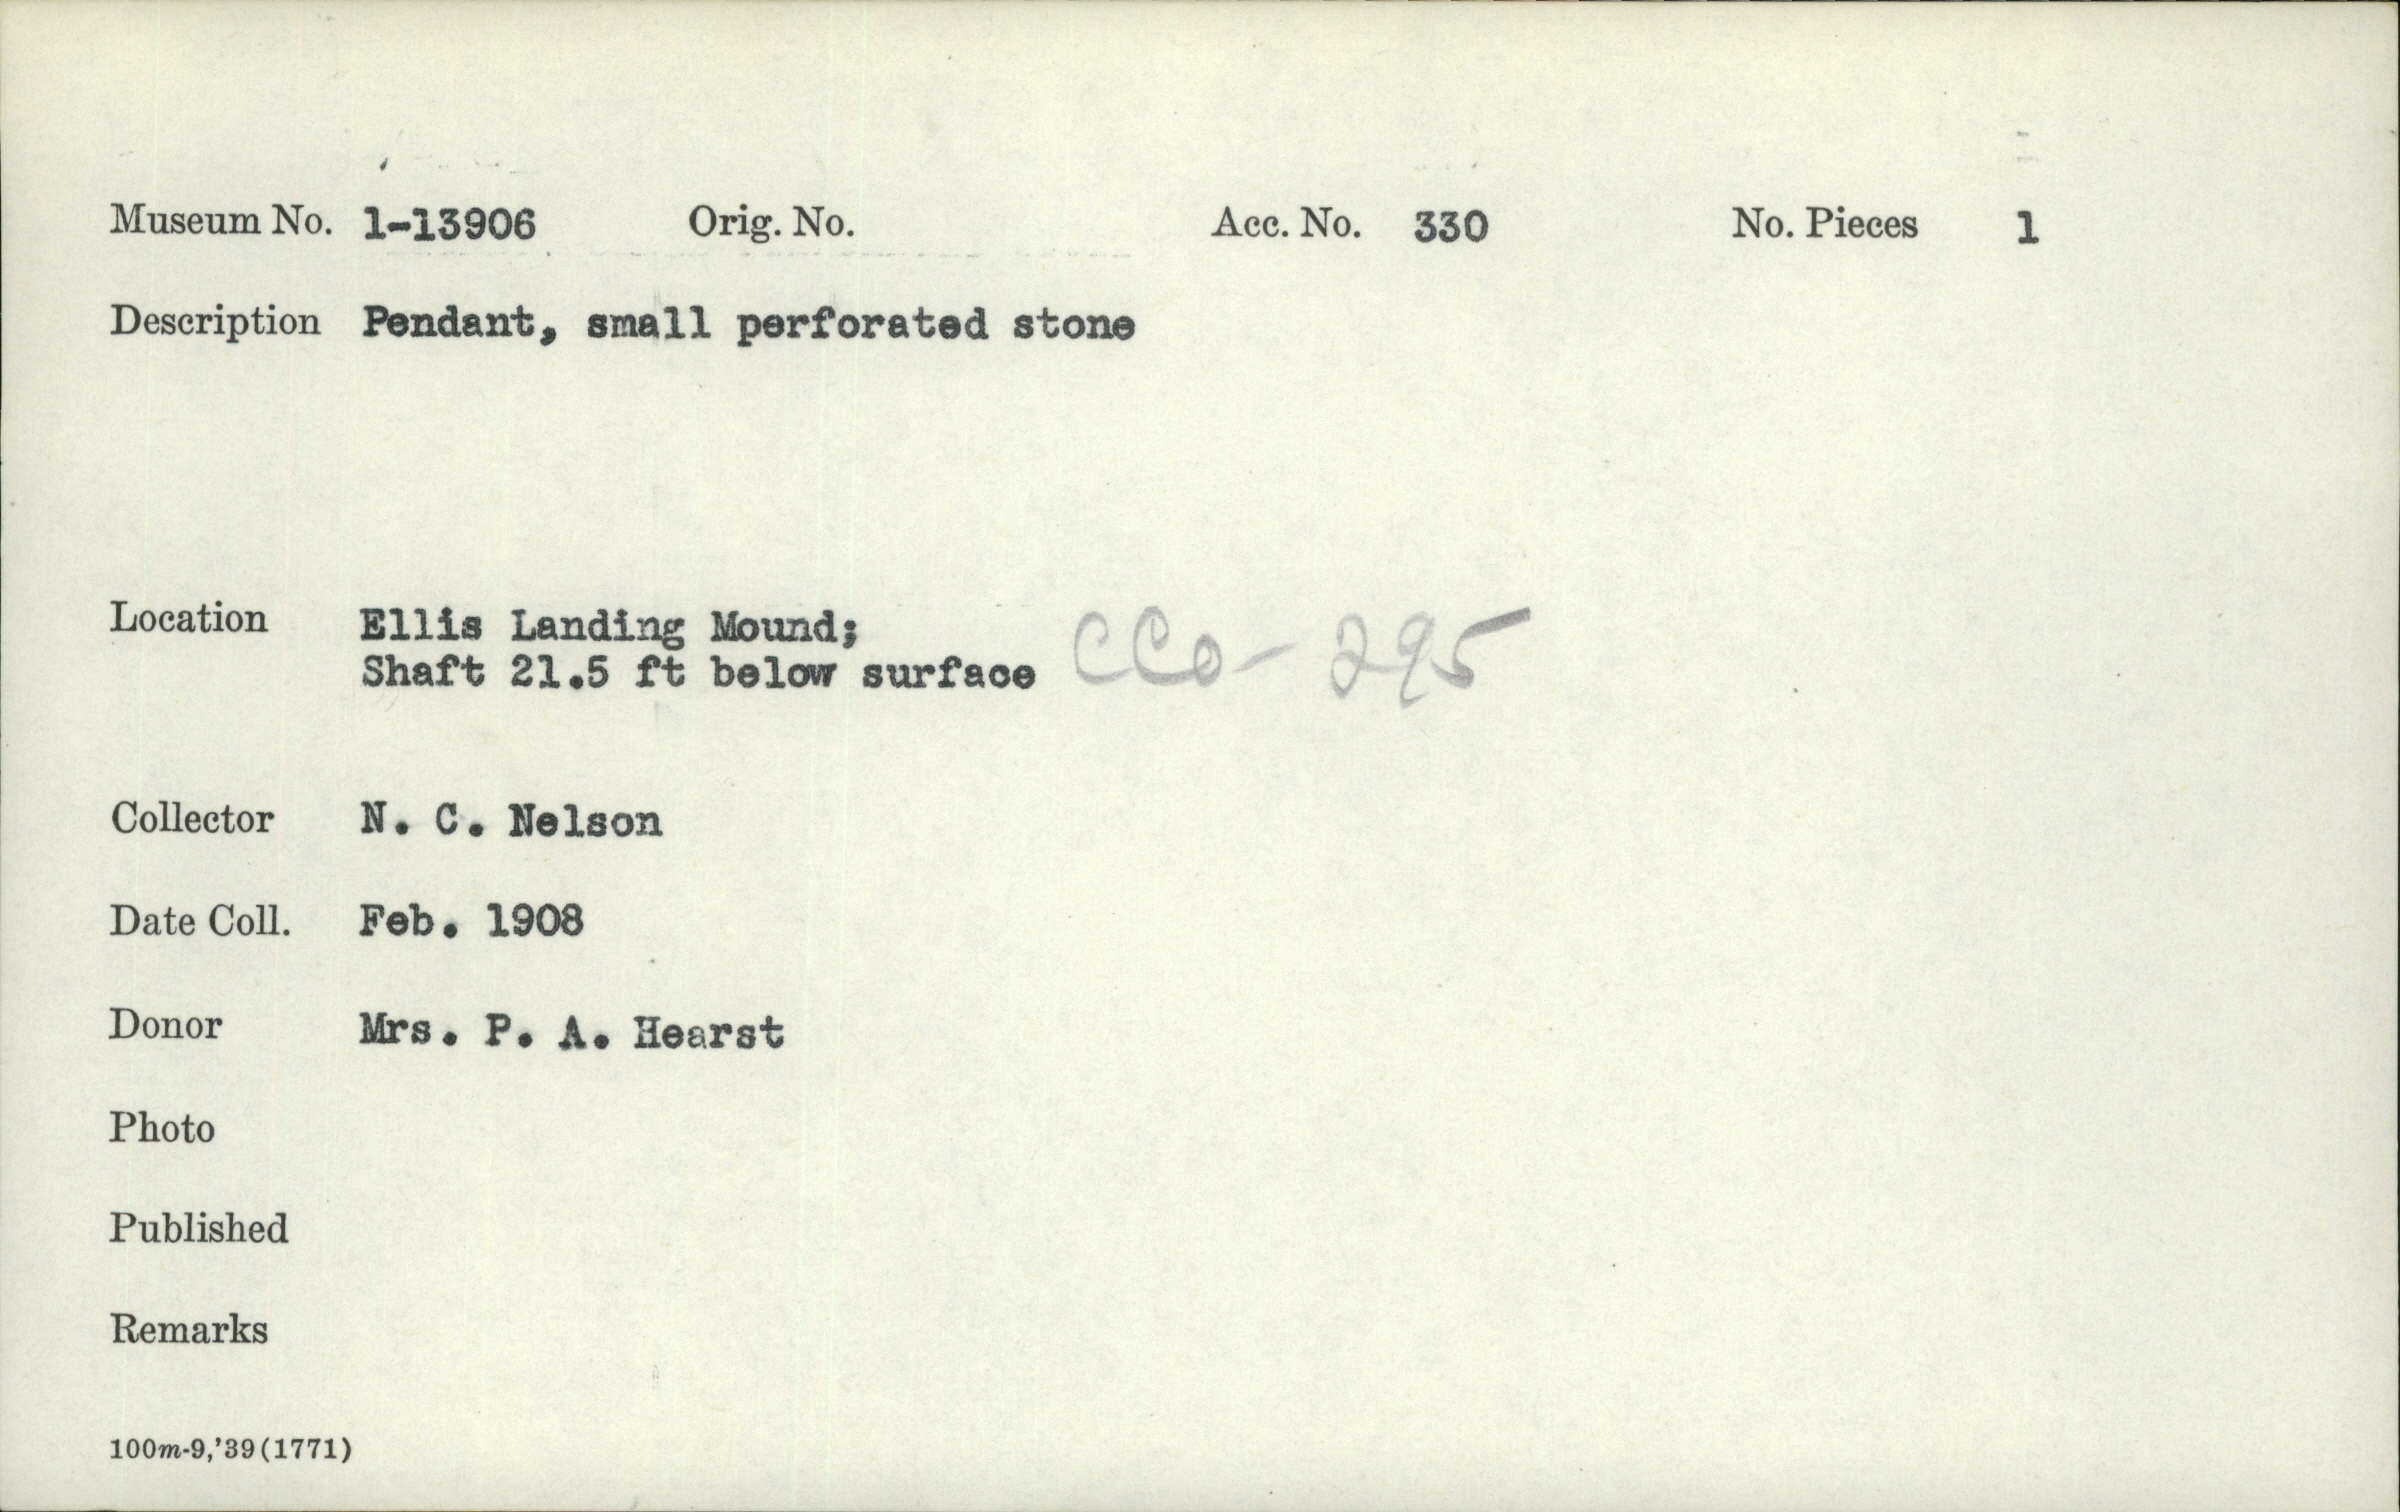 Museum No. 1-13906 Orig. No. Acc. No. 330 No. Pieces 1
Description Pendant, small perforated stone
Location Ellis Landing Mound;
Shaft 21.5 ft below surface CCo-295
Collector N. C. Nelson
Date Coll. Feb. 1908
Donor Mrs. P. A. Hearst
Photo
Published
Remarks
100m-9,'39(1771)